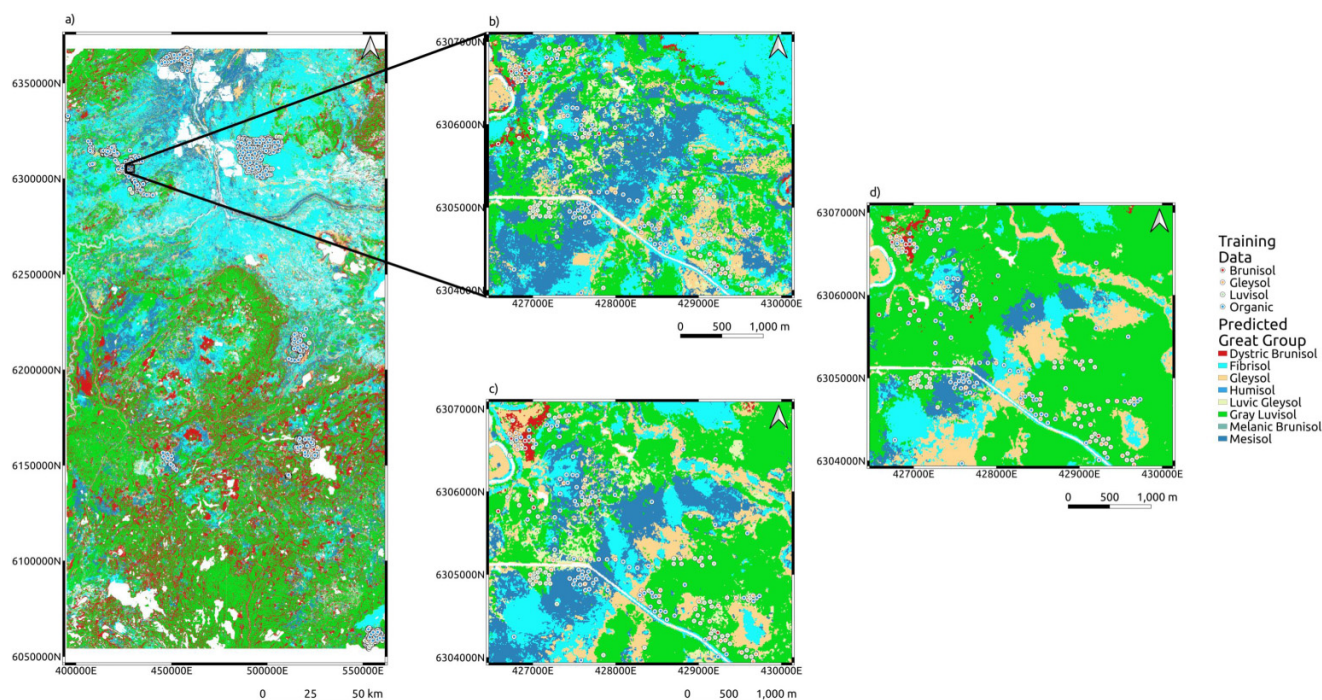 a)
6350000N
6300000N
6250000N
6200000N
6150000N
6100000N
6050000N
400000E 450000E 500000E 550000E
0 25 50 km
b)
6307000N
6306000N
6305000N
6304000N
427000E 428000E 429000E 430000E
0 500 1,000 m
c)
6307000N
6306000N
6305000N
6304000N
427000E 428000E 429000E 430000E
0 500 1,000 m
d)
6307000N
6306000N
6305000N
6304000N
427000E 428000E 429000E 430000E
0 500 1,000 m
Training
Data
Brunisol
Gleysol
Luvisol
Organic
Predicted
Great Group
Dystric Brunisol
Fibrisol
Gleysol
Humisol
Luvic Gleysol
Gray Luvisol
Melanic Brunisol
Mesisol